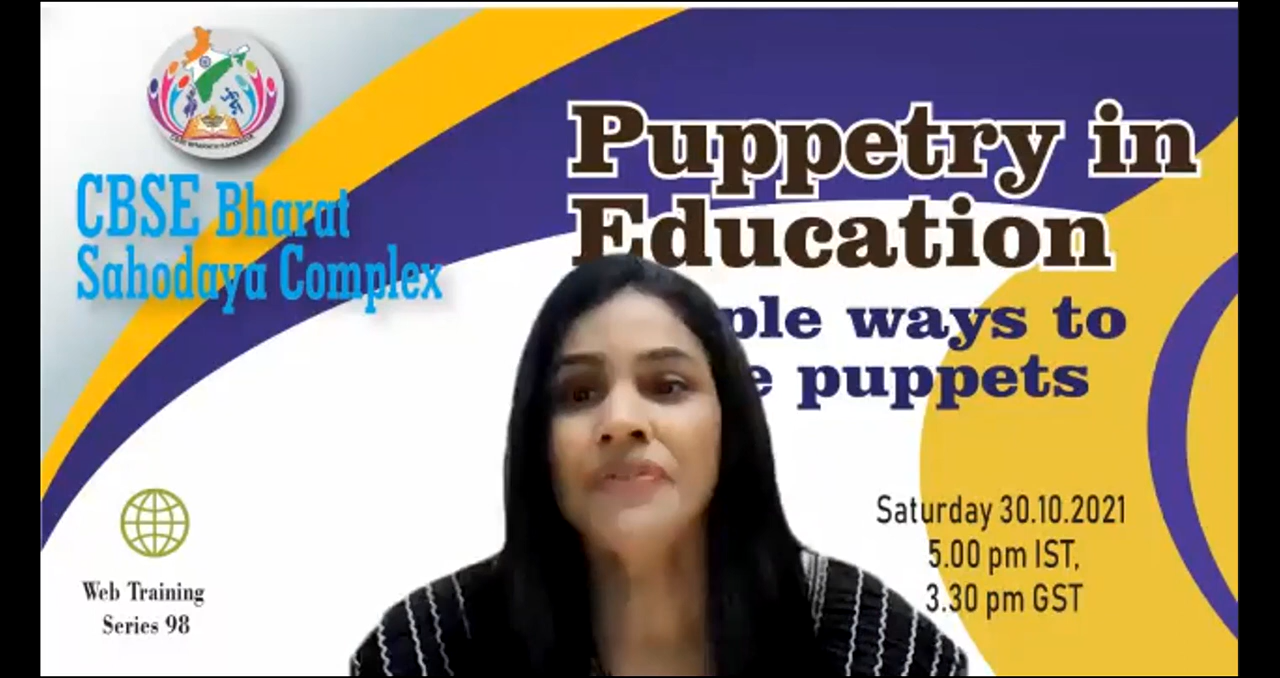 CBSE Bharat
Sahodaya Complex
Puppetry in
Education
ple ways to
e puppets
Saturday 30.10.2021
5.00 pm IST,
3.30 pm GST
Web Training
Series 98